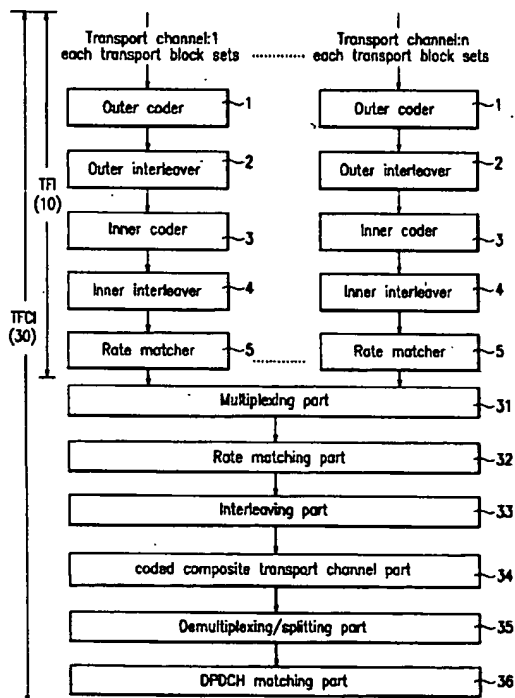 Transport channel:1
each transport block sets
..........
Transport channel:n
each transport block sets
Outer coder
1
Outer coder
1
Outer interleaver
2
Outer interleaver
2
TFI
(10)
Inner coder
3
Inner coder
3
Inner interleaver
4
Inner interleaver
4
TFCI
(30)
Rate matcher
5
..........
Rate matcher
5
Multiplexing part
31
Rate matching part
32
Interleaving part
33
coded composite transport channel part
34
Demultiplexing/splitting part
35
DPDCH matching part
36